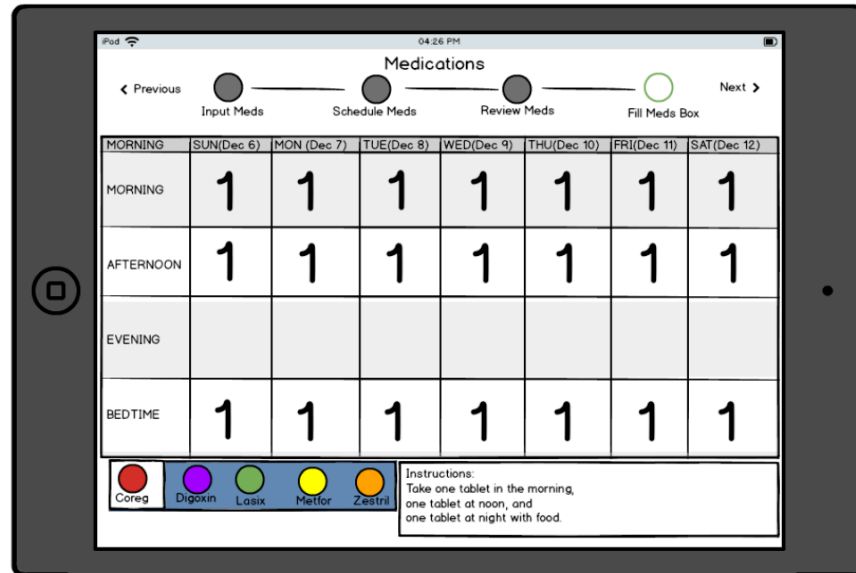 iPod 04:26 PM
Medications
Previous Next
Input Meds Schedule Meds Review Meds Fill Meds Box
MORNING SUN(Dec 6) MON (Dec 7) TUE(Dec 8) WED(Dec 9) THU(Dec 10) FRI(Dec 11) SAT(Dec 12)
MORNING 1 1 1 1 1 1 1
AFTERNOON 1 1 1 1 1 1 1
EVENING
BEDTIME 1 1 1 1 1 1 1
Coreg Digoxin Lasix Metfor Zestril
Instructions:
Take one tablet in the morning,
one tablet at noon, and
one tablet at night with food.